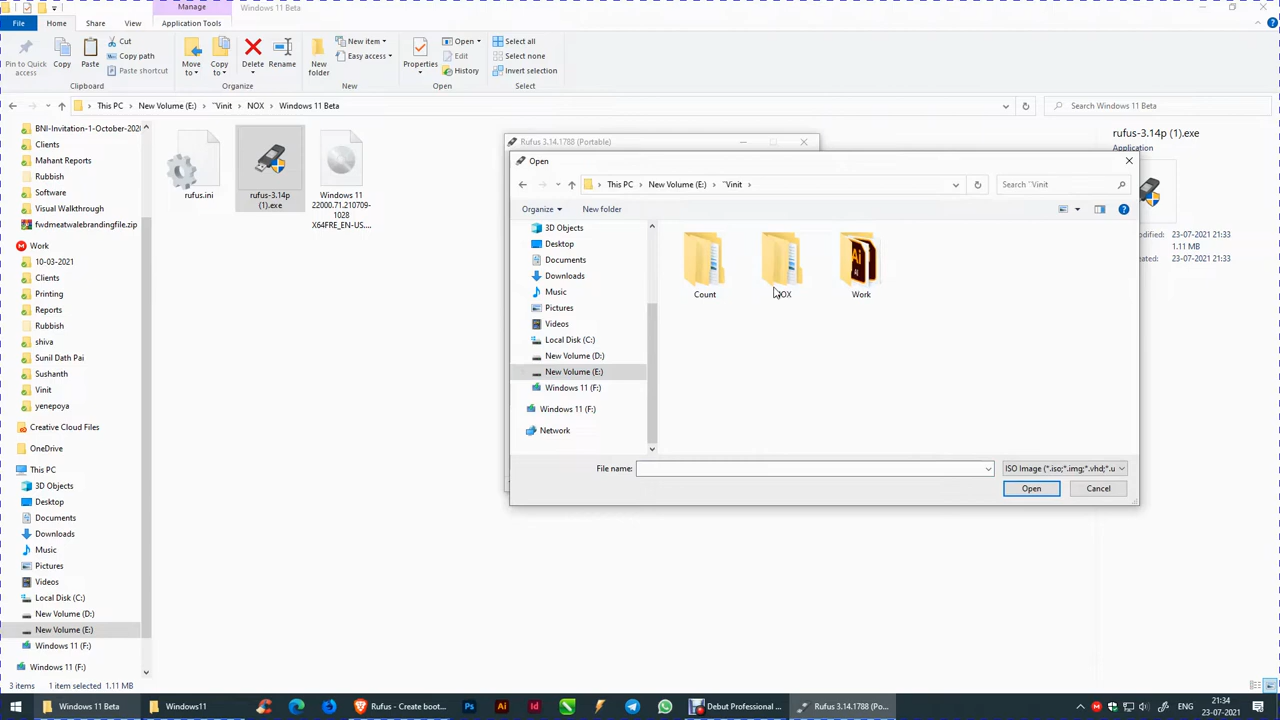 Manage
Windows 11 Beta
File
Home
Share
View
Application Tools
Pin to Quick access
Copy
Paste
Cut
Copy path
Paste shortcut
Clipboard
Move to
Copy to
Delete
Rename
Organize
New folder
New item
Easy access
New
Properties
Open
Edit
History
Open
Select all
Select none
Invert selection
Select
This PC
New Volume (E:)
~Vinit
NOX
Windows 11 Beta
Search Windows 11 Beta
BNI-Invitation-1-October-202
Clients
Mahant Reports
Rubbish
Software
Visual Walkthrough
fwdmeatwalebrandingfile.zip
Work
10-03-2021
Clients
Printing
Reports
Rubbish
shiva
Sunil Dath Pai
Sushanth
Vinit
yenepoya
Creative Cloud Files
OneDrive
This PC
3D Objects
Desktop
Documents
Downloads
Music
Pictures
Videos
Local Disk (C:)
New Volume (D:)
New Volume (E:)
Windows 11 (F:)
Windows 11 (F:)
rufus.ini
rufus-3.14p
(1).exe
Windows 11
22000.71.210709-
1028
X64FRE_EN-US....
Rufus 3.14.1788 (Portable)
Open
This PC
New Volume (E:)
~Vinit
Search ~Vinit
Organize
New folder
3D Objects
Desktop
Documents
Downloads
Music
Pictures
Videos
Local Disk (C:)
New Volume (D:)
New Volume (E:)
Windows 11 (F:)
Windows 11 (F:)
Network
Count
NOX
Work
File name:
ISO Image (*.iso;*.img;*.vhd;*.u
Open
Cancel
rufus-3.14p (1).exe
Application
23-07-2021 21:33
1.11 MB
23-07-2021 21:33
3 items
1 item selected 1.11 MB
Windows 11 Beta
Windows11
Rufus - Create boot...
Debut Professional ...
Rufus 3.14.1788 (Po...
ENG
21:34
23-07-2021